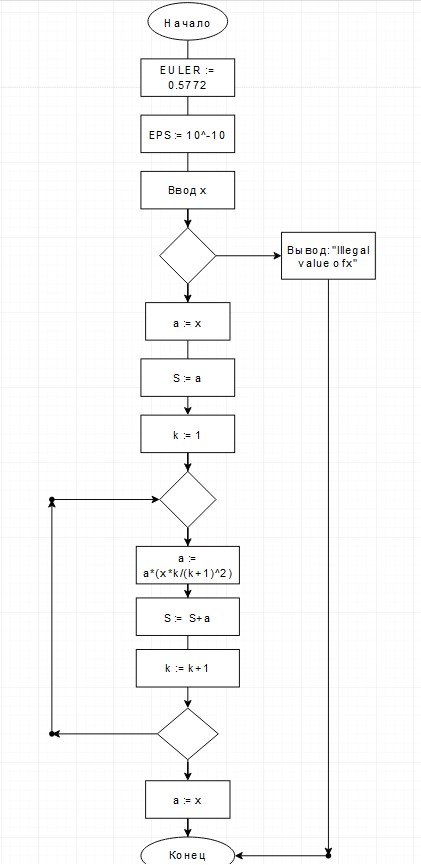 Начало
EULER :=
0.5772
EPS := 10^-10
Ввод x
Вывод: "Illegal
value of x"
a := x
S := a
k := 1
a :=
a*(x*k/(k+1)^2)
S := S+a
k := k+1
a := x
Конец